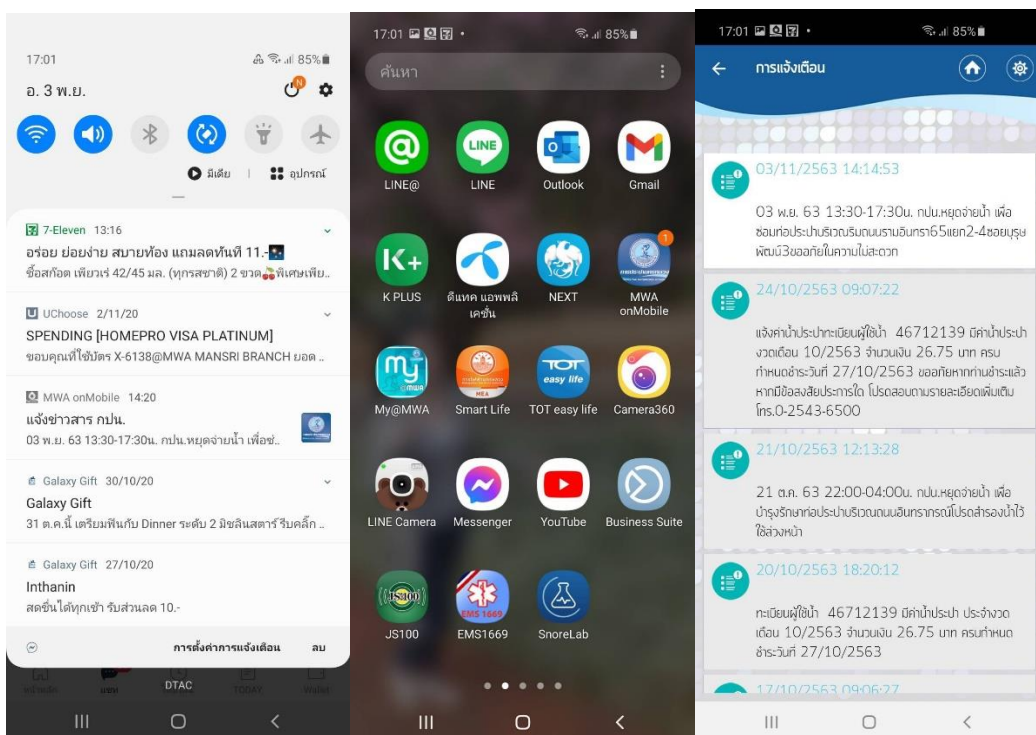 17:01
85%
อ. 3 พ.ย.
N
มีเดีย | อุปกรณ์
7-Eleven 13:16
อร่อย ย่อยง่าย สบายท้อง แถมลดทันที 11.-
ซื้อสก๊อต เพียวเร่ 42/45 มล. (ทุกรสชาติ) 2 ขวด🍒พิเศษเพีย..
UChoose 2/11/20
SPENDING [HOMEPRO VISA PLATINUM]
ขอบคุณที่ใช้บัตร X-6138@MWA MANSRI BRANCH ยอด ..
MWA onMobile 14:20
แจ้งข่าวสาร กปน.
03 พ.ย. 63 13:30-17:30น. กปน.หยุดจ่ายน้ำ เพื่อซ่..
Galaxy Gift 30/10/20
Galaxy Gift
31 ต.ค.นี้ เตรียมฟินกับ Dinner ระดับ 2 มิชลินสตาร์ รีบคลิ๊ก ..
Galaxy Gift 27/10/20
Inthanin
สดชื่นได้ทุกเช้า รับส่วนลด 10.-
การตั้งค่าการแจ้งเตือน ลบ
DTAC
TODAY Wallet
17:01 85%
ค้นหา
LINE
LINE@ LINE Outlook Gmail
K+
1
K PLUS ดีแทค แอพพลิเคชั่น NEXT MWA onMobile
my
@MWA
MEA
TOT
easy life
My@MWA Smart Life TOT easy life Camera360
LINE Camera Messenger YouTube Business Suite
JS100
EMS 1669
JS100 EMS1669 SnoreLab
17:01 85%
การแจ้งเตือน
03/11/2563 14:14:53
03 พ.ย. 63 13:30-17:30น. กปน.หยุดจ่ายน้ำ เพื่อ
ซ่อมท่อประปาบริเวณริมถนนรามอินทรา65แยก2-4ซอยบุรุษ
พัฒน์3ขออภัยในความไม่สะดวก
24/10/2563 09:07:22
แจ้งค่าน้ำประปาทะเบียนผู้ใช้น้ำ 46712139 มีค่าน้ำประปา
งวดเดือน 10/2563 จำนวนเงิน 26.75 บาท ครบ
กำหนดชำระวันที่ 27/10/2563 ขออภัยหากท่านชำระแล้ว
หากมีข้อสงสัยประการใด โปรดสอบถามรายละเอียดเพิ่มเติม
โทร.0-2543-6500
21/10/2563 12:13:28
21 ต.ค. 63 22:00-04:00น. กปน.หยุดจ่ายน้ำ เพื่อ
บำรุงรักษาท่อประปาบริเวณถนนอินทราภรณ์โปรดสำรองน้ำไว้
ใช้ล่วงหน้า
20/10/2563 18:20:12
ทะเบียนผู้ใช้น้ำ 46712139 มีค่าน้ำประปา ประจำงวด
เดือน 10/2563 จำนวนเงิน 26.75 บาท ครบกำหนด
ชำระวันที่ 27/10/2563
17/10/2563 09:06:27